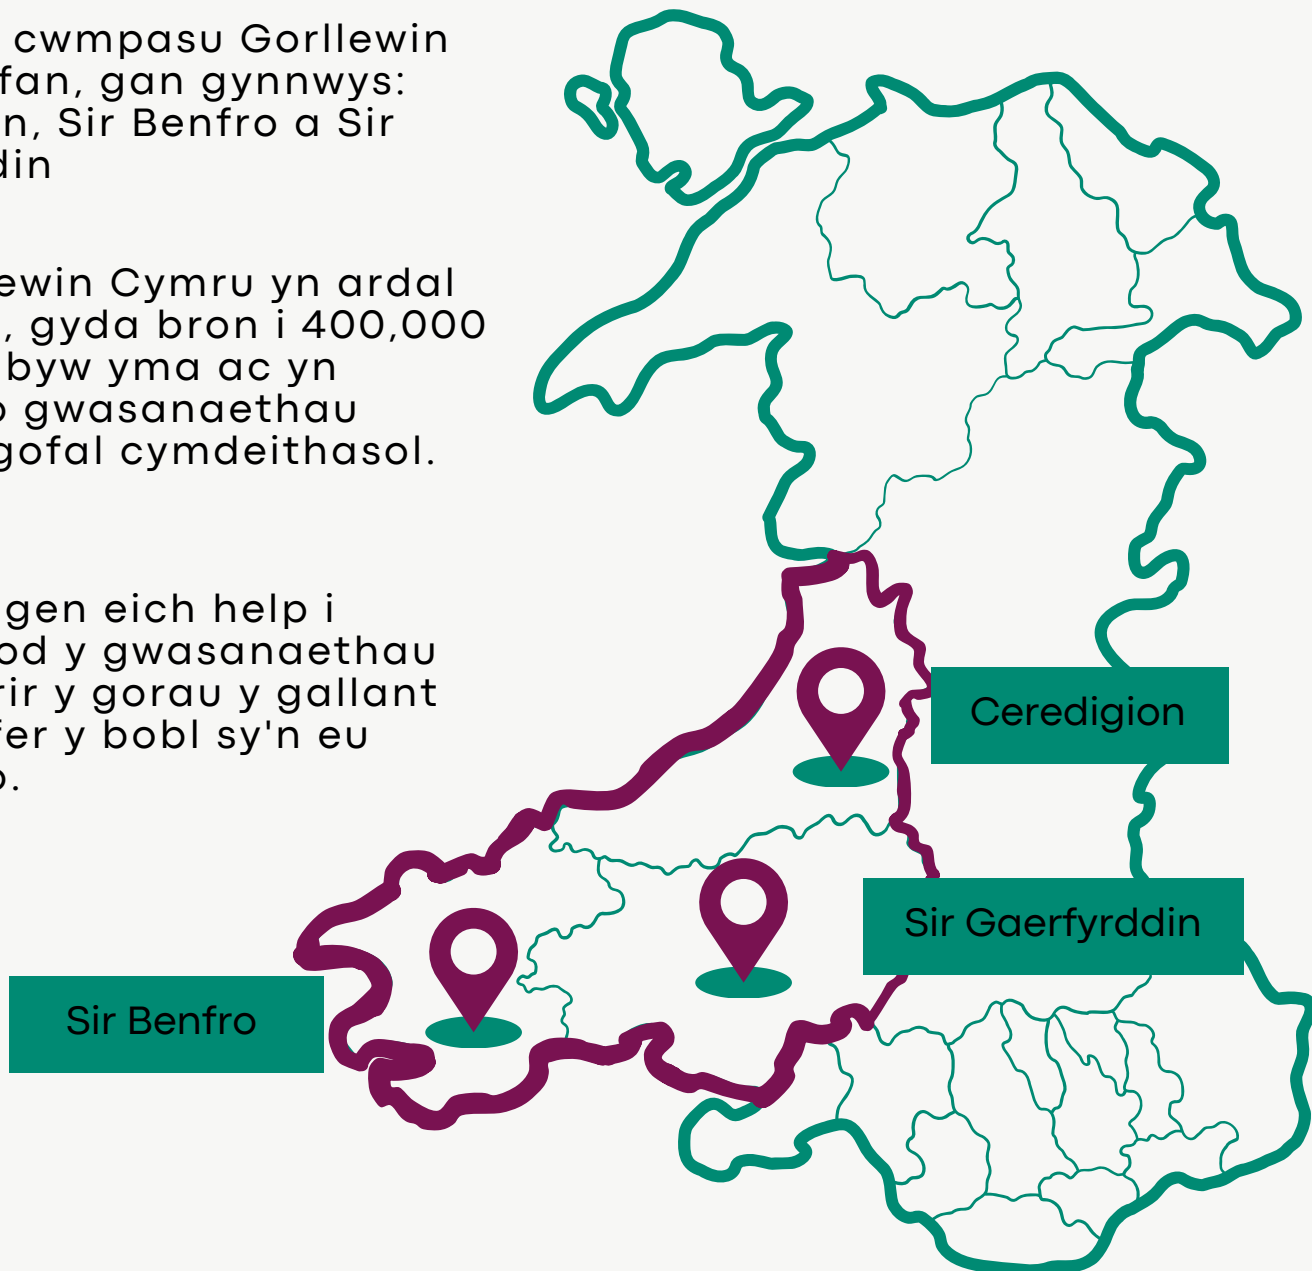 cwmpasu Gorllewin
fan, gan gynnwys:
n, Sir Benfro a Sir
din
ewin Cymru yn ardal
, gyda bron i 400,000
byw yma ac yn
o gwasanaethau
gofal cymdeithasol.
gen eich help i
od y gwasanaethau
rir y gorau y gallant
fer y bobl sy'n eu
o.
Ceredigion
Sir Gaerfyrddin
Sir Benfro